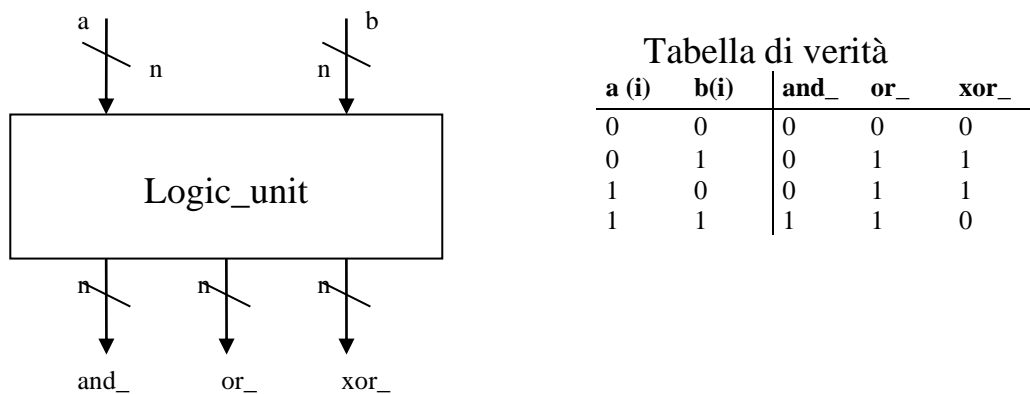 a b
n n
Logic_unit
n n n
and_ or_ xor_
Tabella di verità
a (i) b(i) and_ or_ xor_
0 0 0 0 0
0 1 0 1 1
1 0 0 1 1
1 1 1 1 0